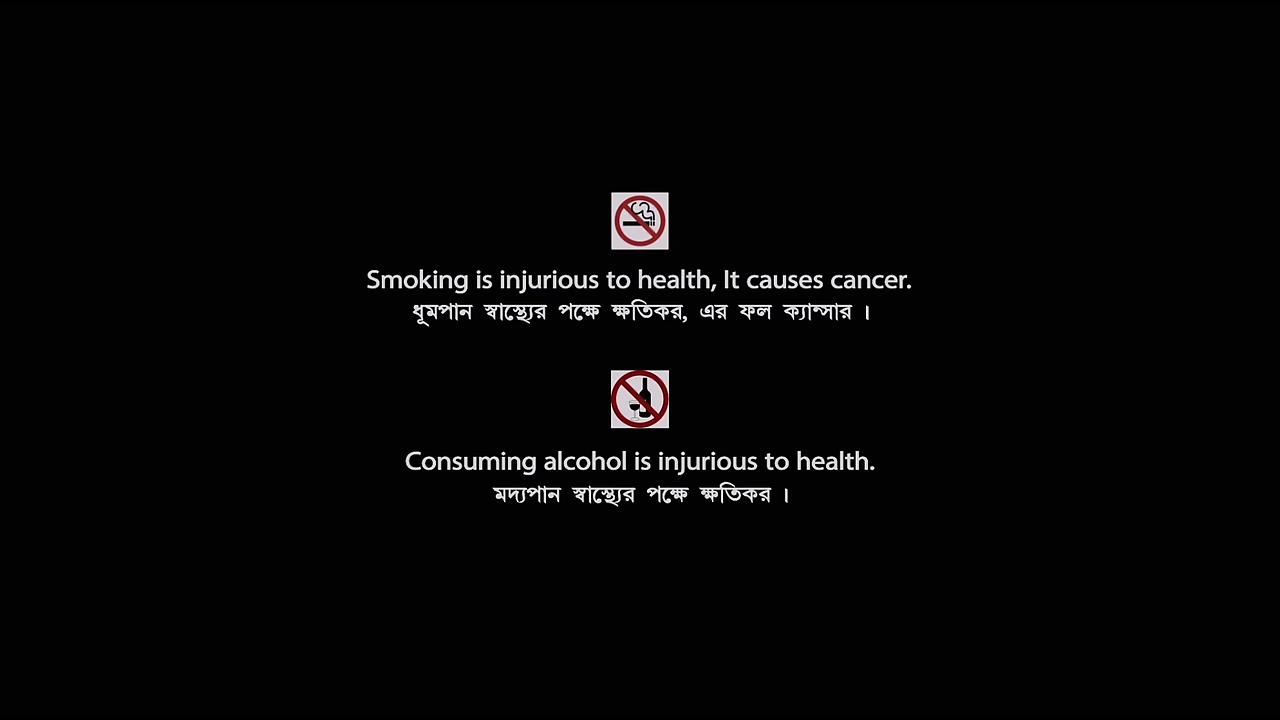 Smoking is injurious to health, It causes cancer.
ধূমপান স্বাস্থ্যের পক্ষে ক্ষতিকর, এর ফল ক্যান্সার ।
Consuming alcohol is injurious to health.
মদ্যপান স্বাস্থ্যের পক্ষে ক্ষতিকর ।